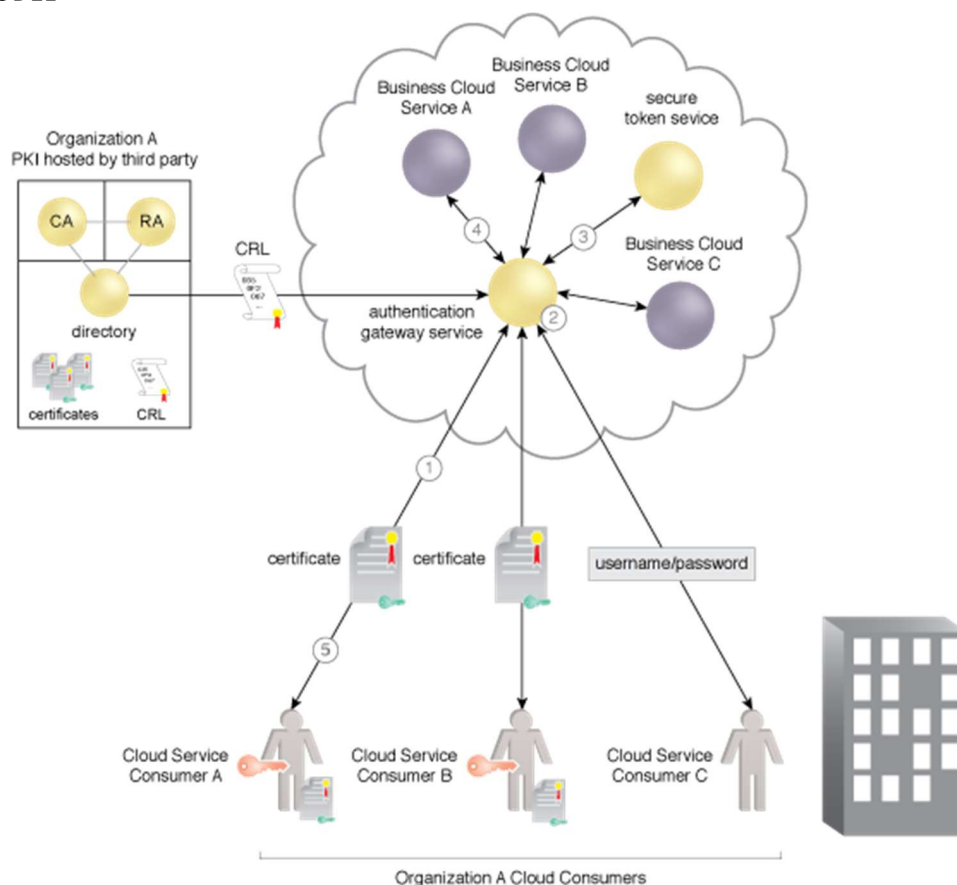 Business Cloud
Service A
Business Cloud
Service B
secure
token sevice
Organization A
PKI hosted by third party
CA
RA
CRL
4
3
Business Cloud
Service C
directory
authentication
gateway service
2
certificates
CRL
1
certificate
certificate
username/password
5
Cloud Service
Consumer A
Cloud Service
Consumer B
Cloud Service
Consumer C
Organization A Cloud Consumers